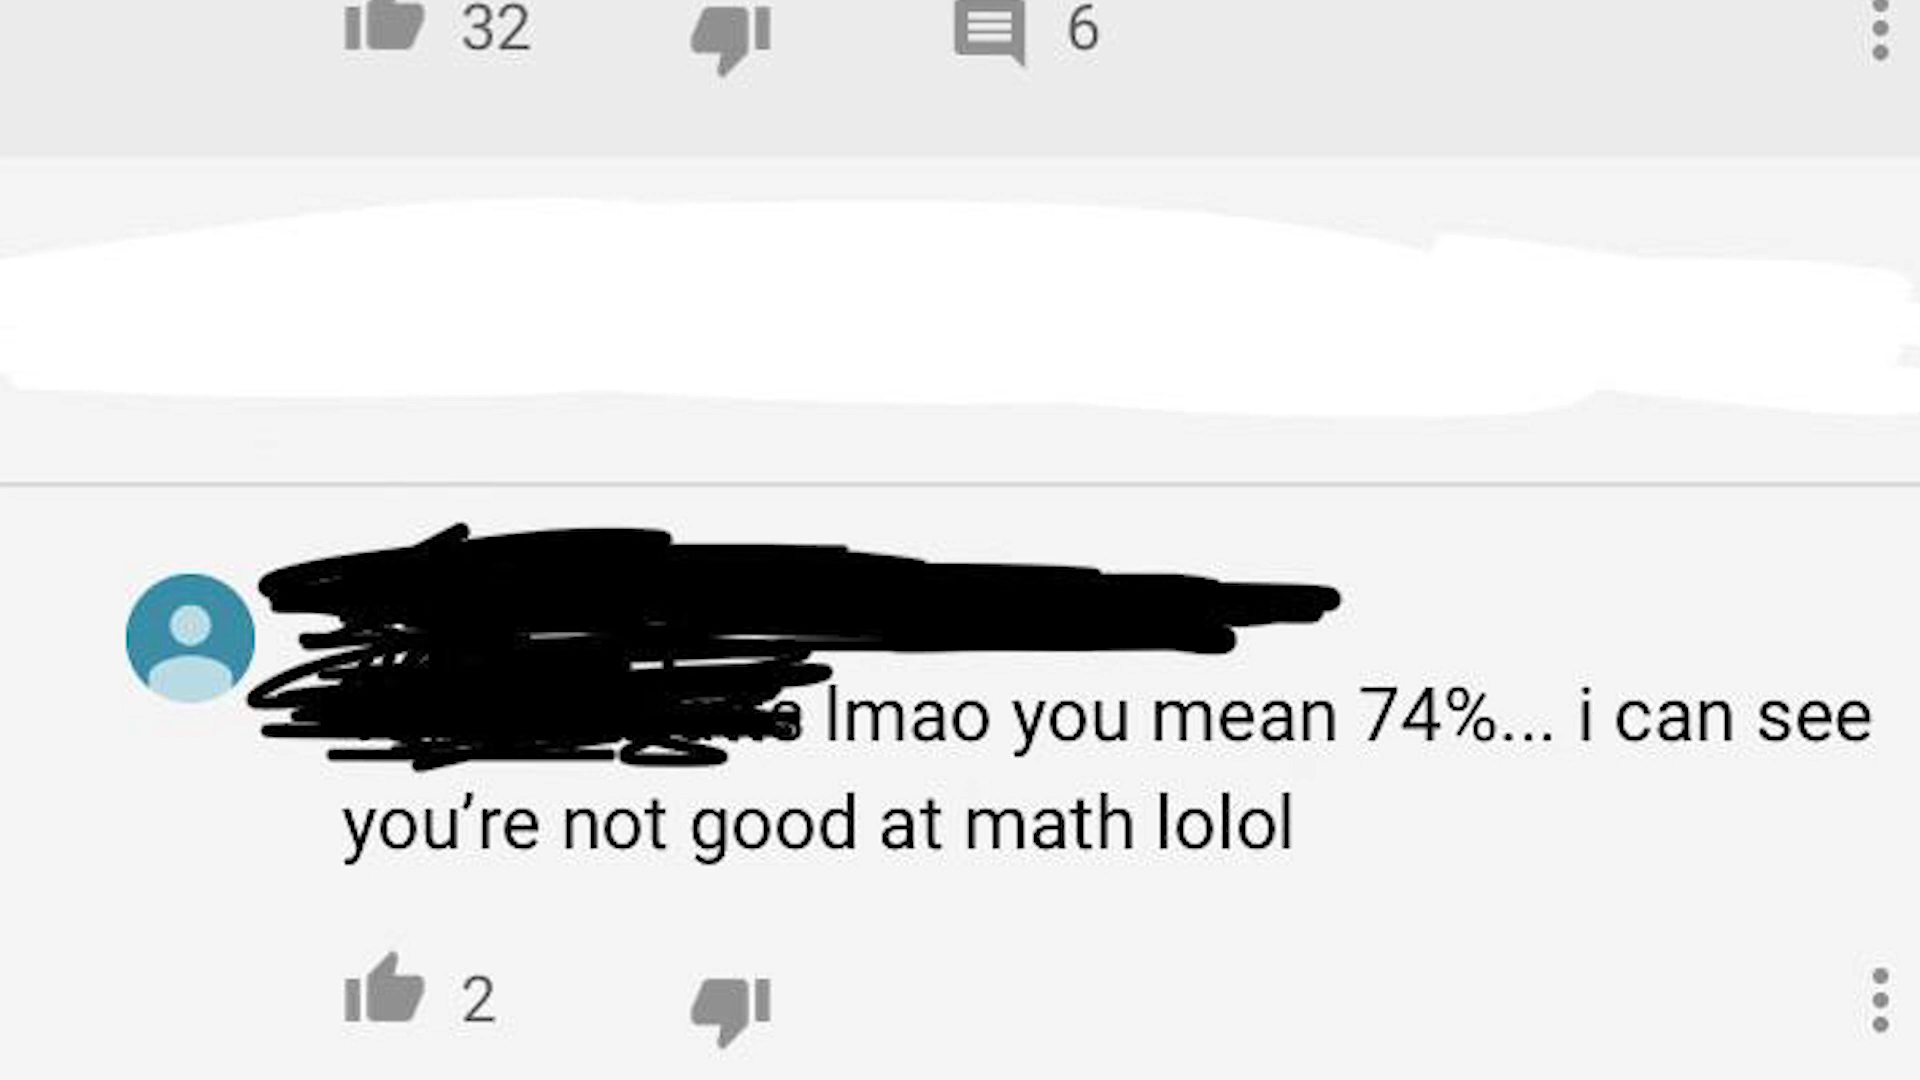 32 6
lmao you mean 74%... i can see
you’re not good at math lolol
2